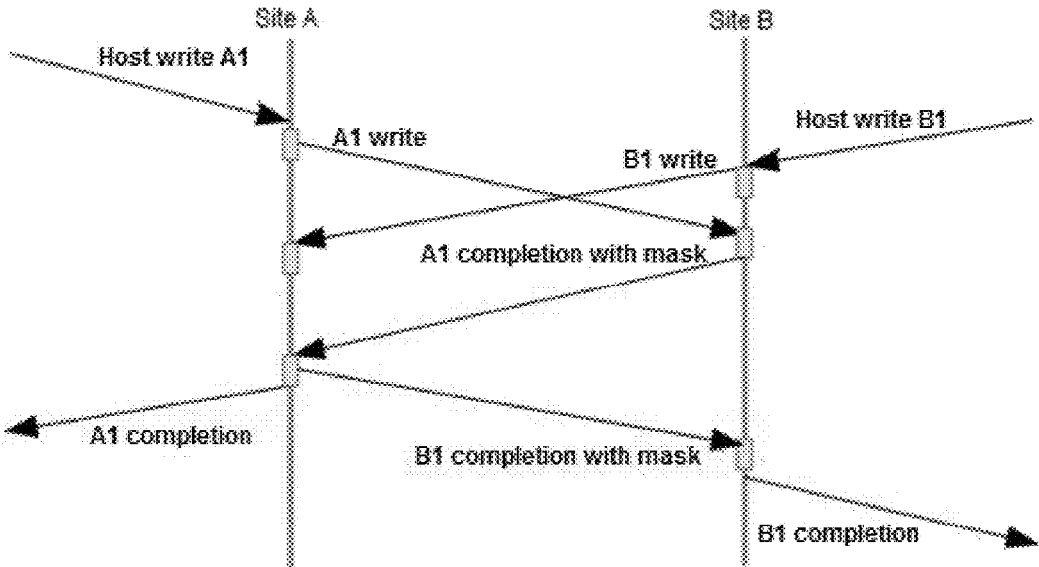 Site A
Site B
Host write A1
Host write B1
A1 write
B1 write
A1 completion with mask
A1 completion
B1 completion with mask
B1 completion